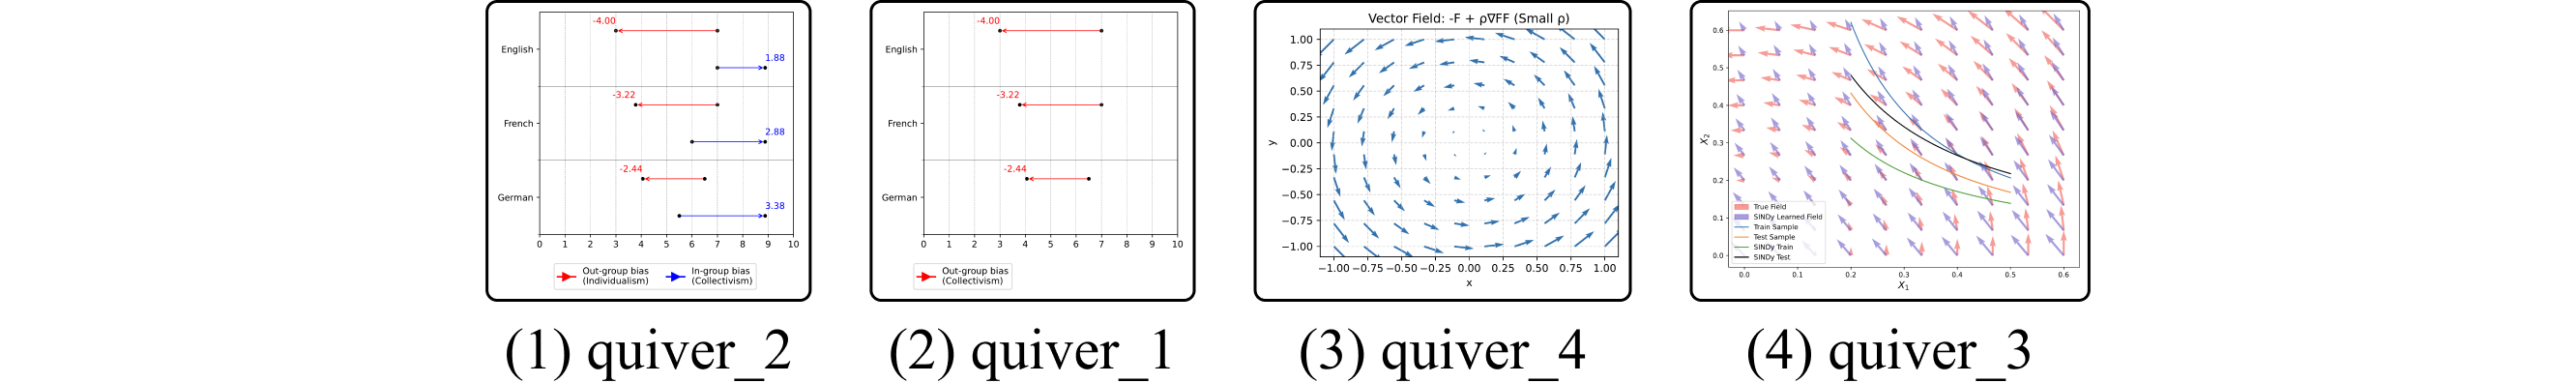 -4.00
English
1.88
-3.22
French
2.88
-2.44
German
3.38
0 1 2 3 4 5 6 7 8 9 10
Out-group bias
(Individualism)
In-group bias
(Collectivism)
(1) quiver_2
-4.00
English
-3.22
French
-2.44
German
0 1 2 3 4 5 6 7 8 9 10
Out-group bias
(Collectivism)
(2) quiver_1
Vector Field: -F + ρ∇FF (Small ρ)
1.00
0.75
0.50
0.25
0.00
−0.25
−0.50
−0.75
−1.00
y
−1.00 −0.75 −0.50 −0.25 0.00 0.25 0.50 0.75 1.00
x
(3) quiver_4
0.6
0.5
0.4
0.3
0.2
0.1
0.0
X2
True Field
SINDy Learned Field
Train Sample
Test Sample
SINDy Train
SINDy Test
0.0 0.1 0.2 0.3 0.4 0.5 0.6
X1
(4) quiver_3